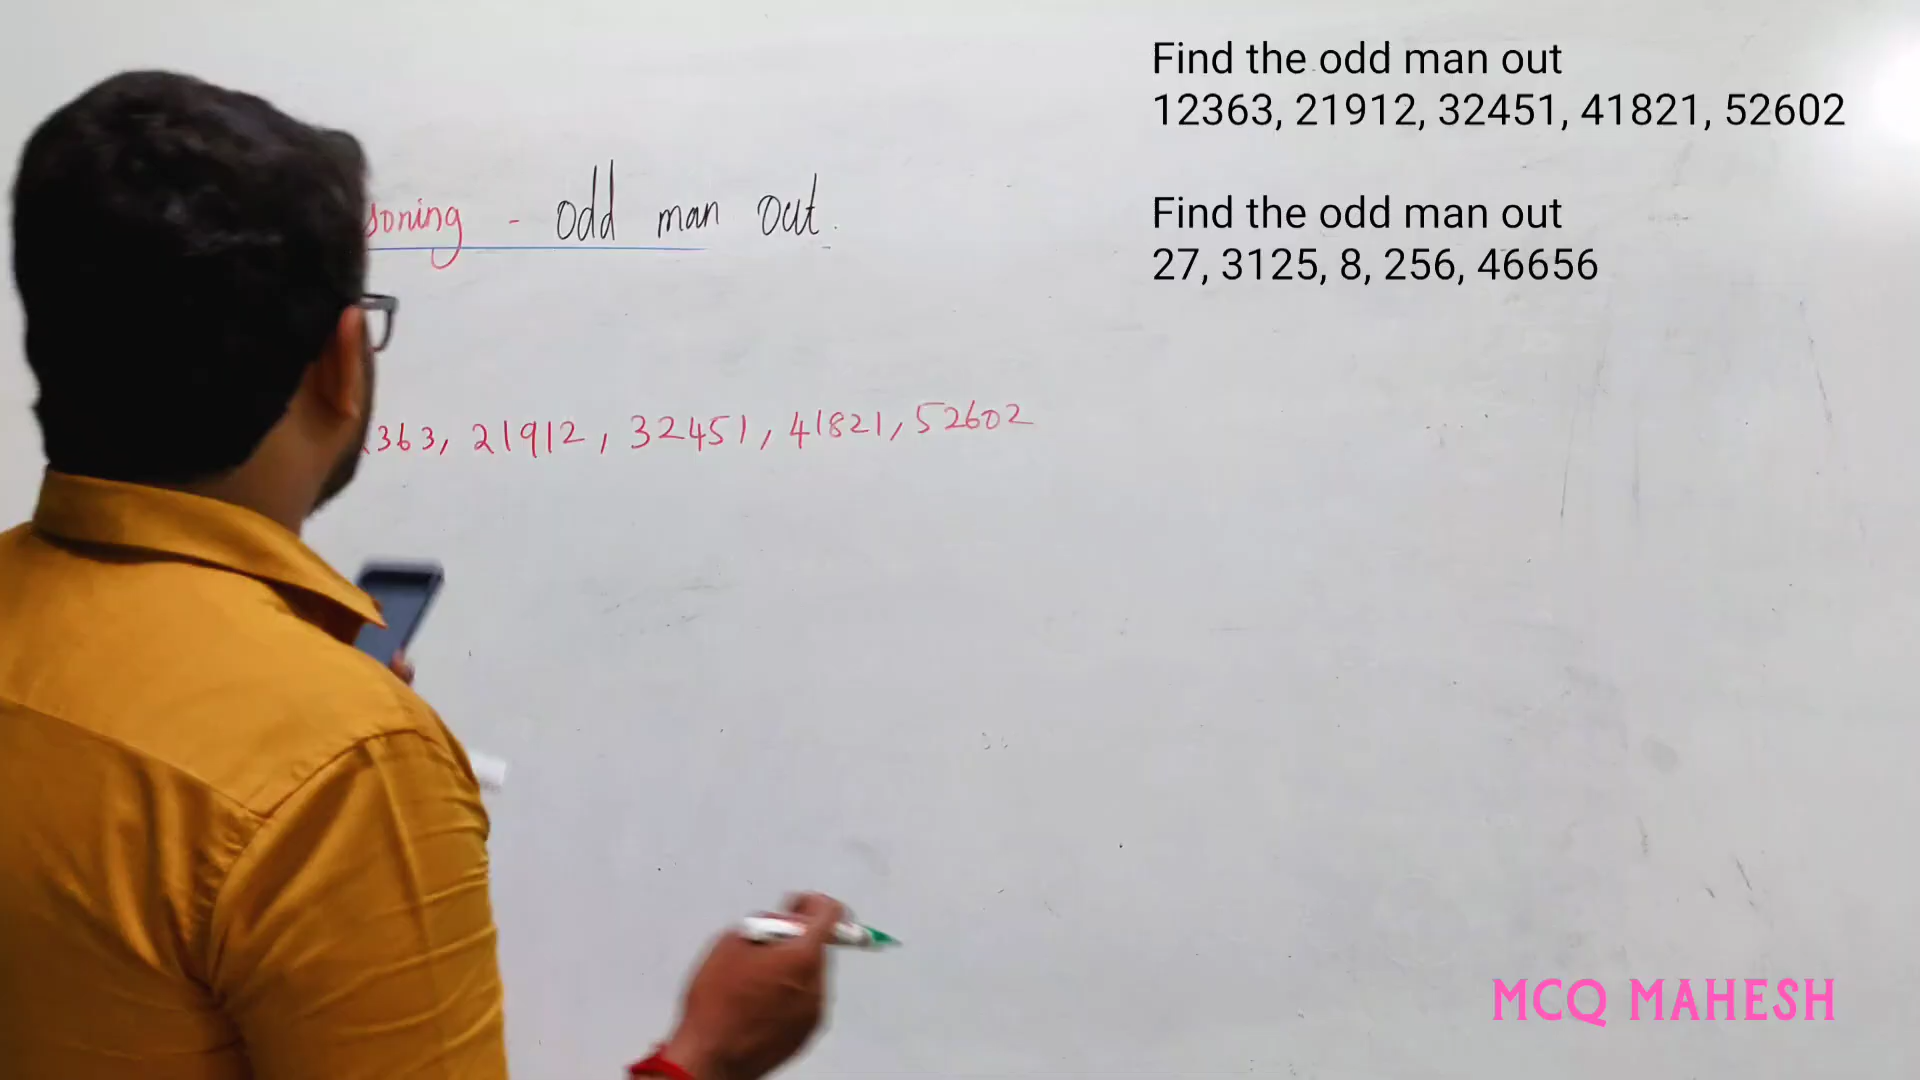 Find the odd man out
12363, 21912, 32451, 41821, 52602
Find the odd man out
27, 3125, 8, 256, 46656
soning - odd man out.
363, 21912, 32451, 41821, 52602
MCQ MAHESH